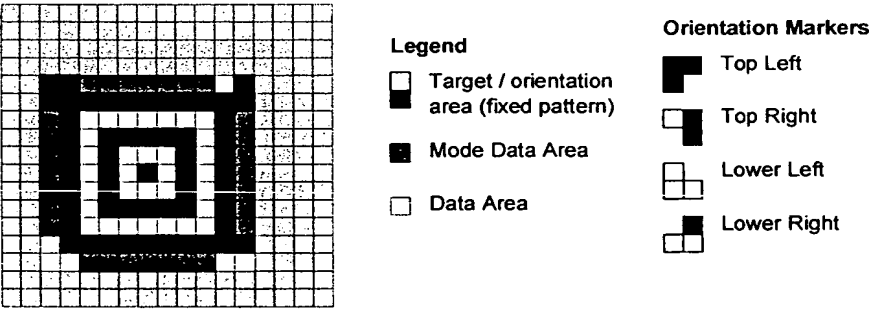 Legend
Target / orientation
area (fixed pattern)
Mode Data Area
Data Area
Orientation Markers
Top Left
Top Right
Lower Left
Lower Right